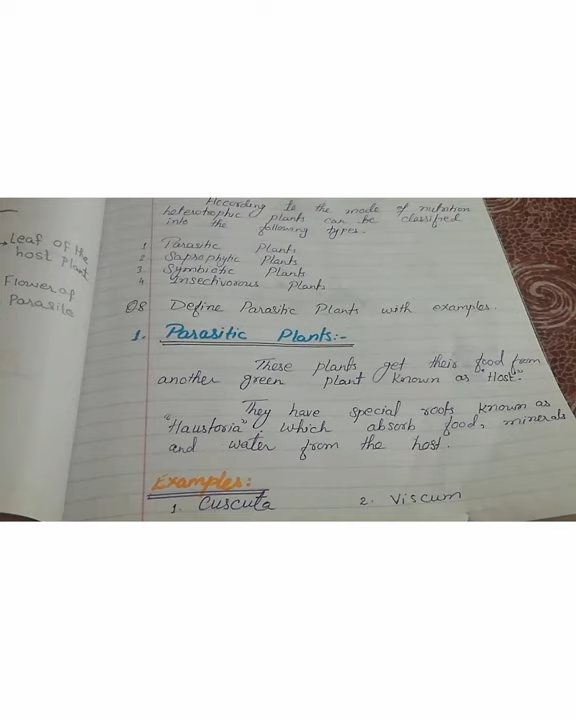 Leaf of the
host plant
Flower of
Parasite
According to the mode of nutrition
heterotrophic plants can be classified
into the following types.
1 Parasitic Plants
2 Saprophytic Plants
3 Symbiotic Plants
4 Insectivorous Plants
Q8 Define Parasitic Plants with examples.
1. Parasitic Plants:-
These plants get their food from
another green plant known as "Host".
They have special roots known as
"Haustoria" which absorb food, minerals
and water from the host.
Examples:
1. Cuscuta 2. Viscum